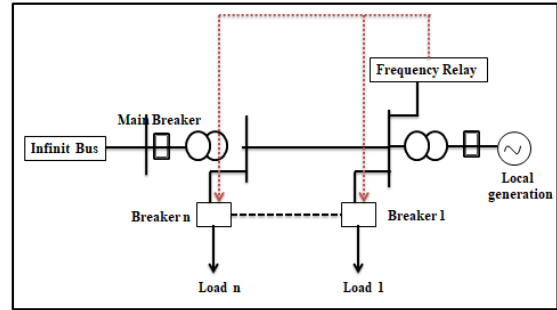 Frequency Relay
Main Breaker
Infinit Bus
Local
generation
Breaker n
Breaker 1
Load n
Load 1